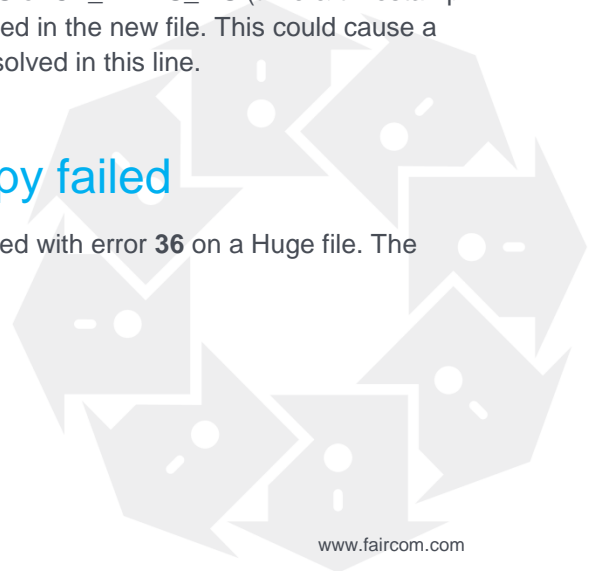 ed in the new file. This could cause a
solved in this line.
py failed
ed with error 36 on a Huge file. The
www.faircom.com